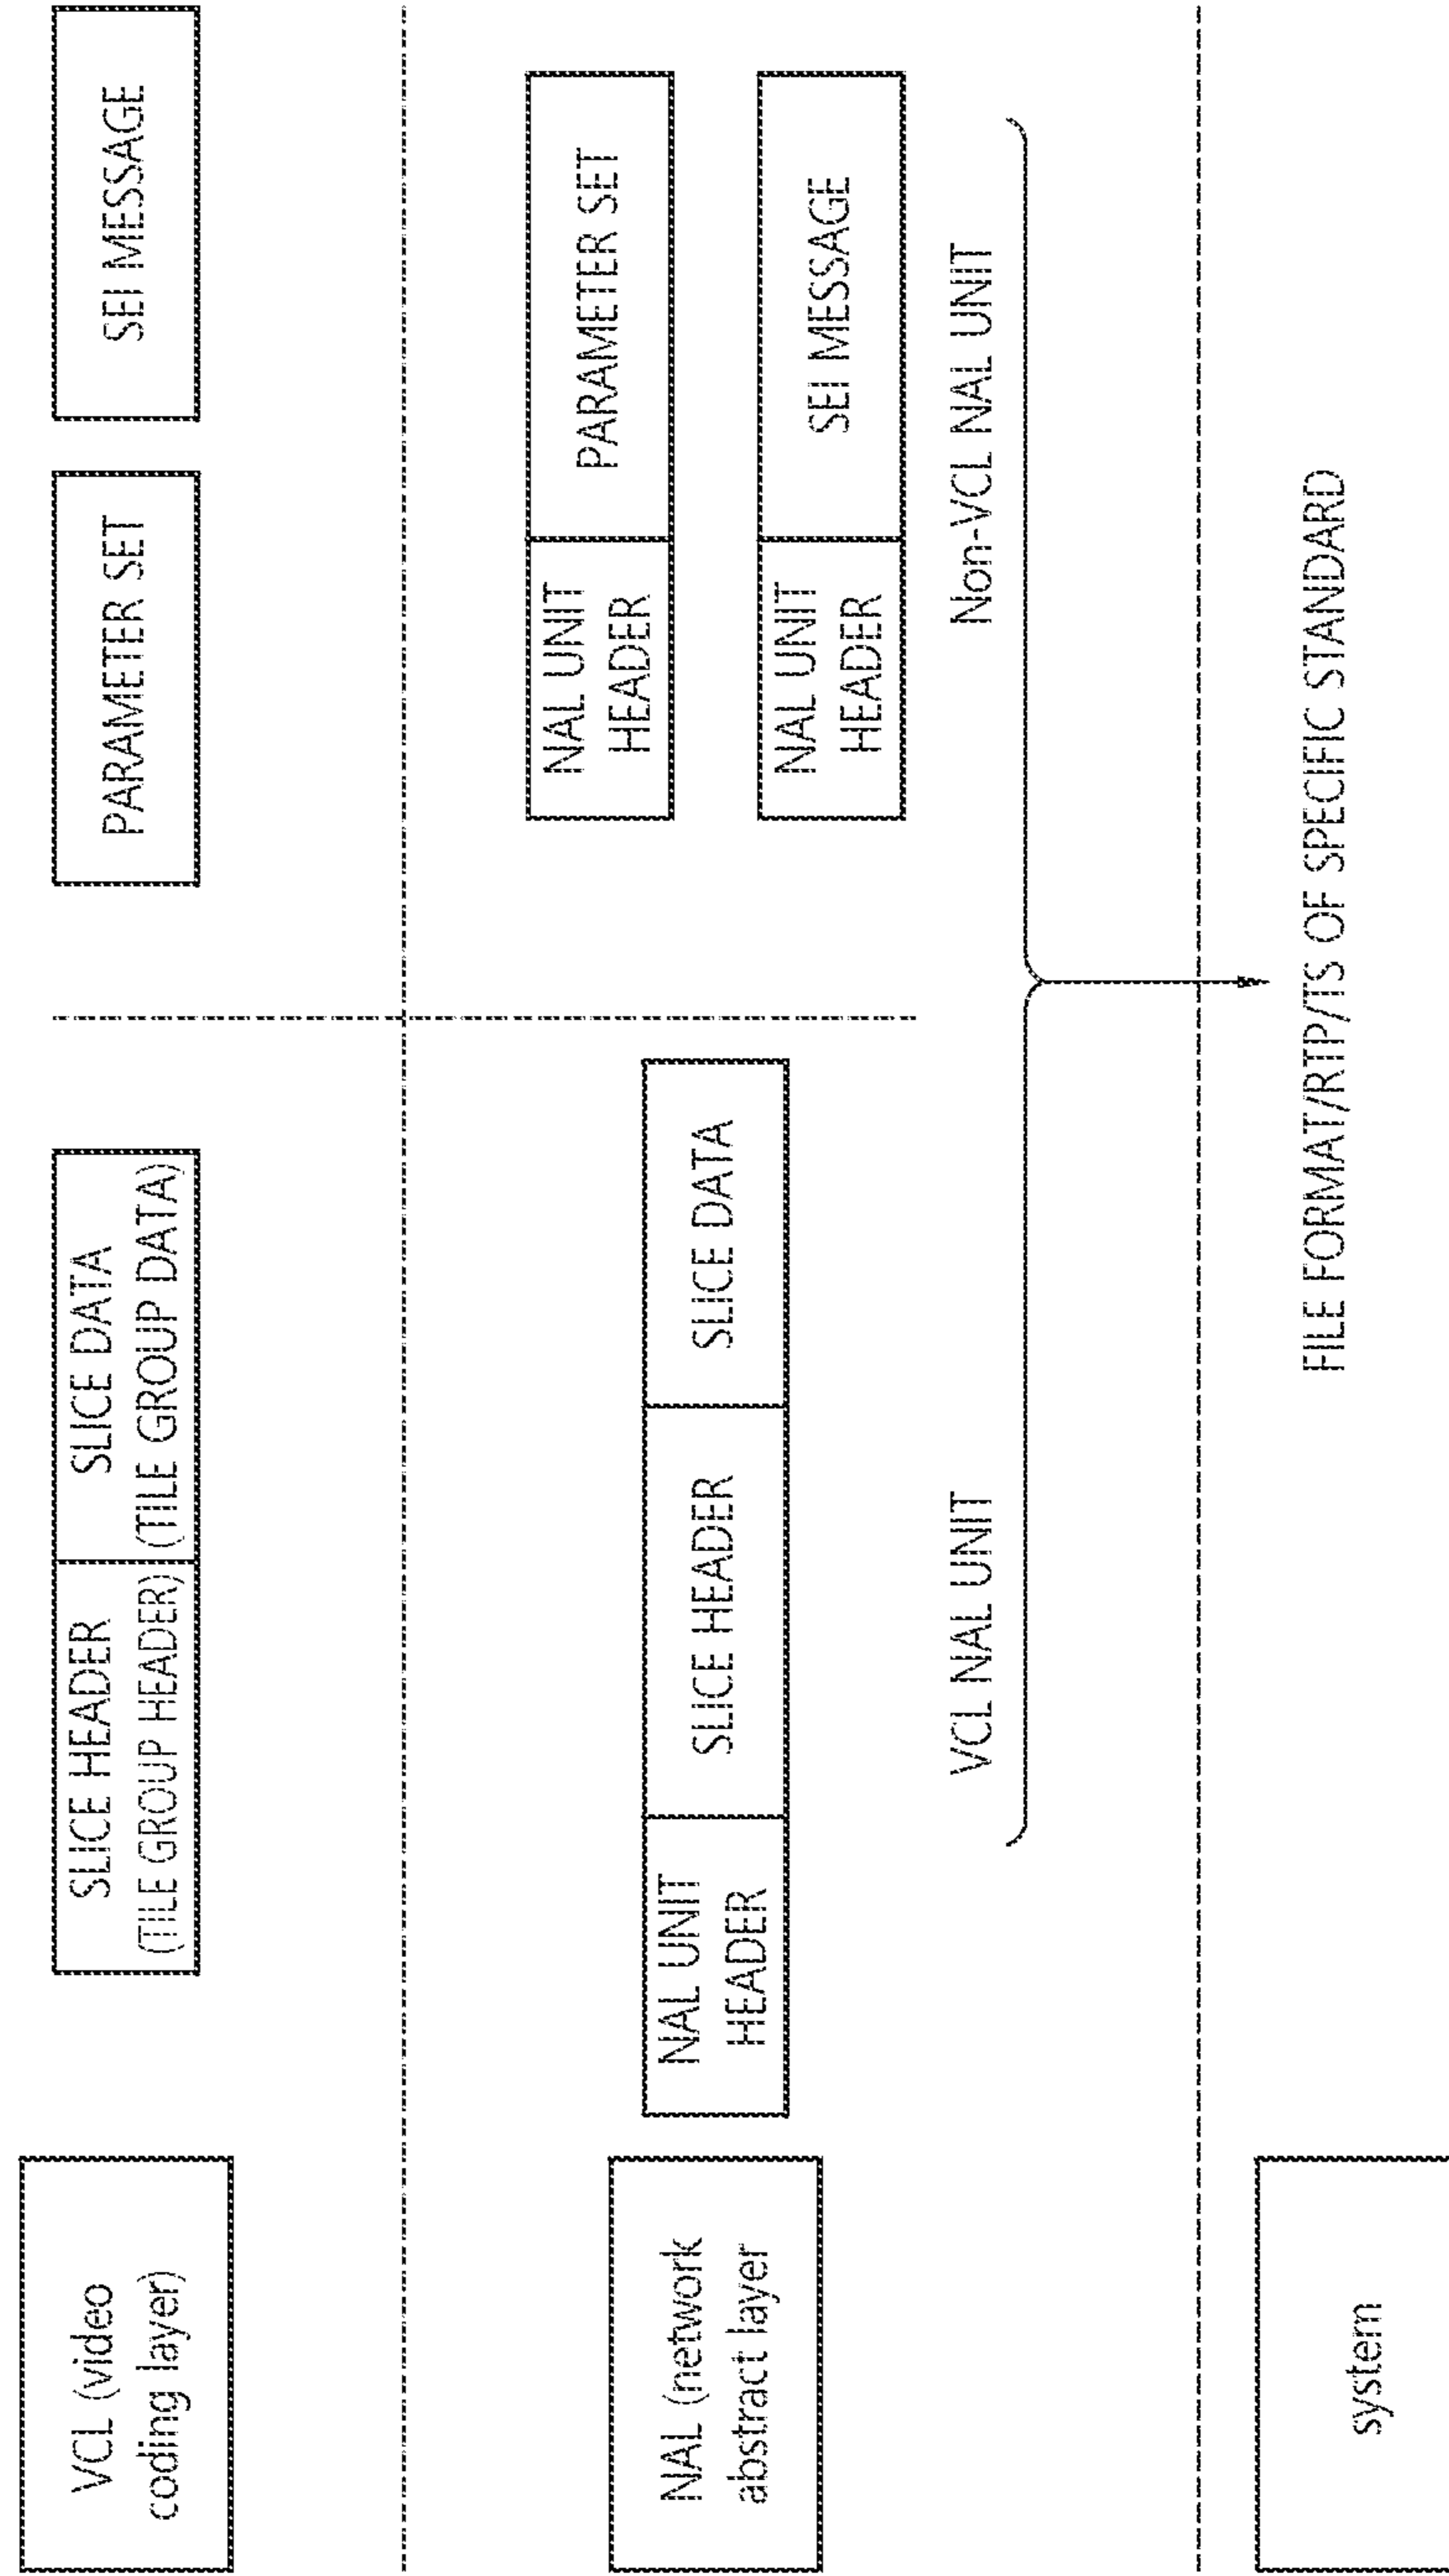 VCL (video
coding layer)
SLICE HEADER
(TILE GROUP HEADER)
SLICE DATA
(TILE GROUP DATA)
PARAMETER SET
SEI MESSAGE
NAL (network
abstract layer
NAL UNIT
HEADER
SLICE HEADER
SLICE DATA
NAL UNIT
HEADER
PARAMETER SET
NAL UNIT
HEADER
SEI MESSAGE
VCL NAL UNIT
Non-VCL NAL UNIT
system
FILE FORMAT/RTP/TS OF SPECIFIC STANDARD